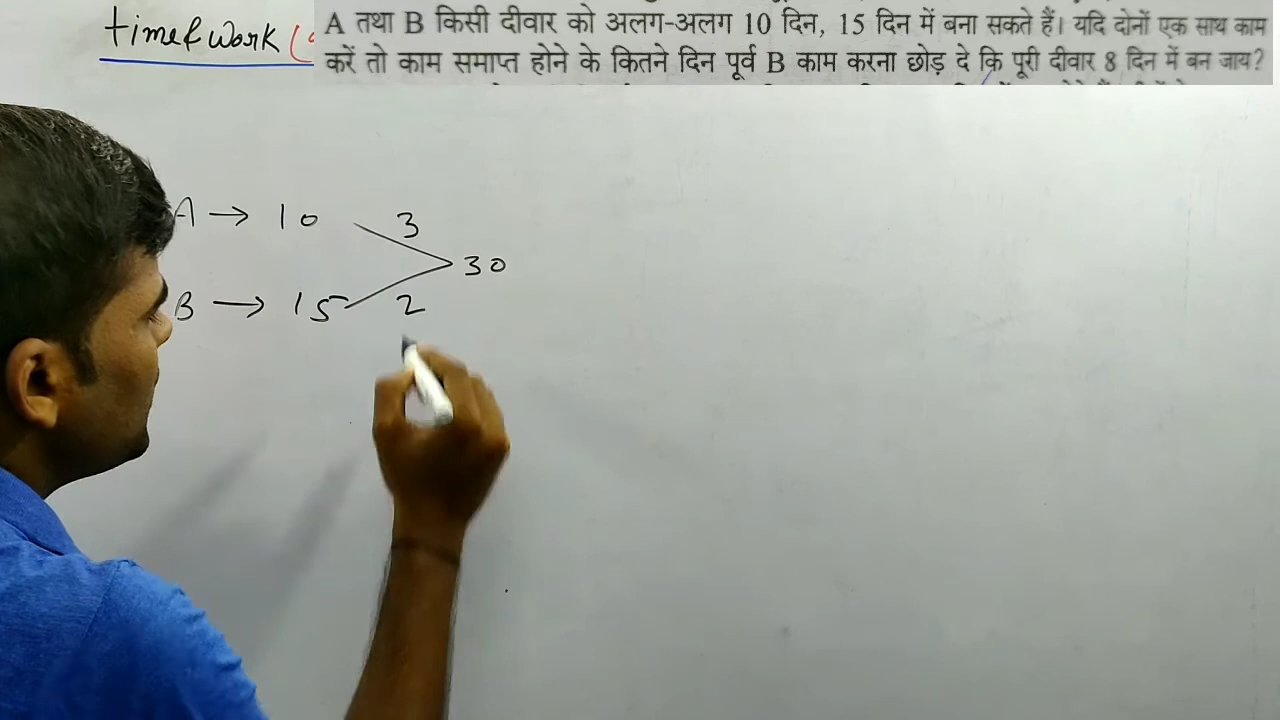 time & work (
A तथा B किसी दीवार को अलग-अलग 10 दिन, 15 दिन में बना सकते हैं। यदि दोनों एक साथ काम
करें तो काम समाप्त होने के कितने दिन पूर्व B काम करना छोड़ दे कि पूरी दीवार 8 दिन में बन जाय?
A → 10 3
30
B → 15 2